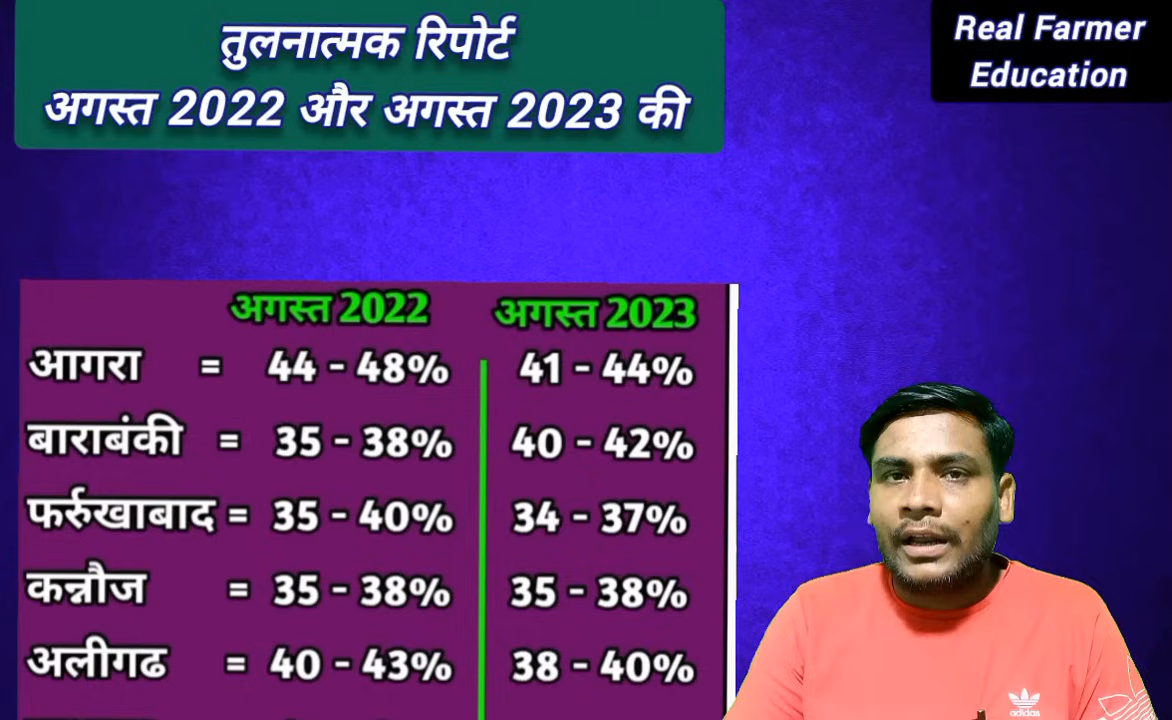 तुलनात्मक रिपोर्ट
अगस्त 2022 और अगस्त 2023 की
Real Farmer
Education
अगस्त 2022 अगस्त 2023
आगरा = 44 - 48% 41 - 44%
बाराबंकी = 35 - 38% 40 - 42%
फर्रुखाबाद = 35 - 40% 34 - 37%
कन्नौज = 35 - 38% 35 - 38%
अलीगढ = 40 - 43% 38 - 40%
adidas